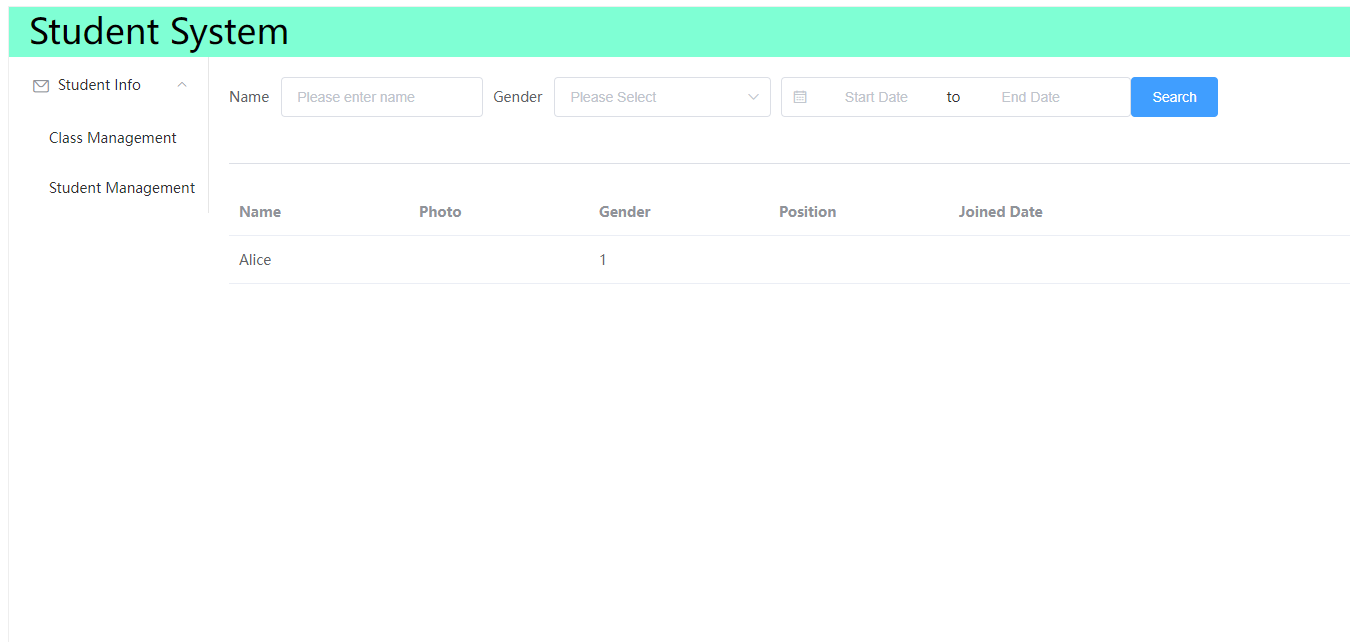 Student System
Student Info
Class Management
Student Management
Name Please enter name Gender Please Select Start Date to End Date Search
Name Photo Gender Position Joined Date
Alice 1